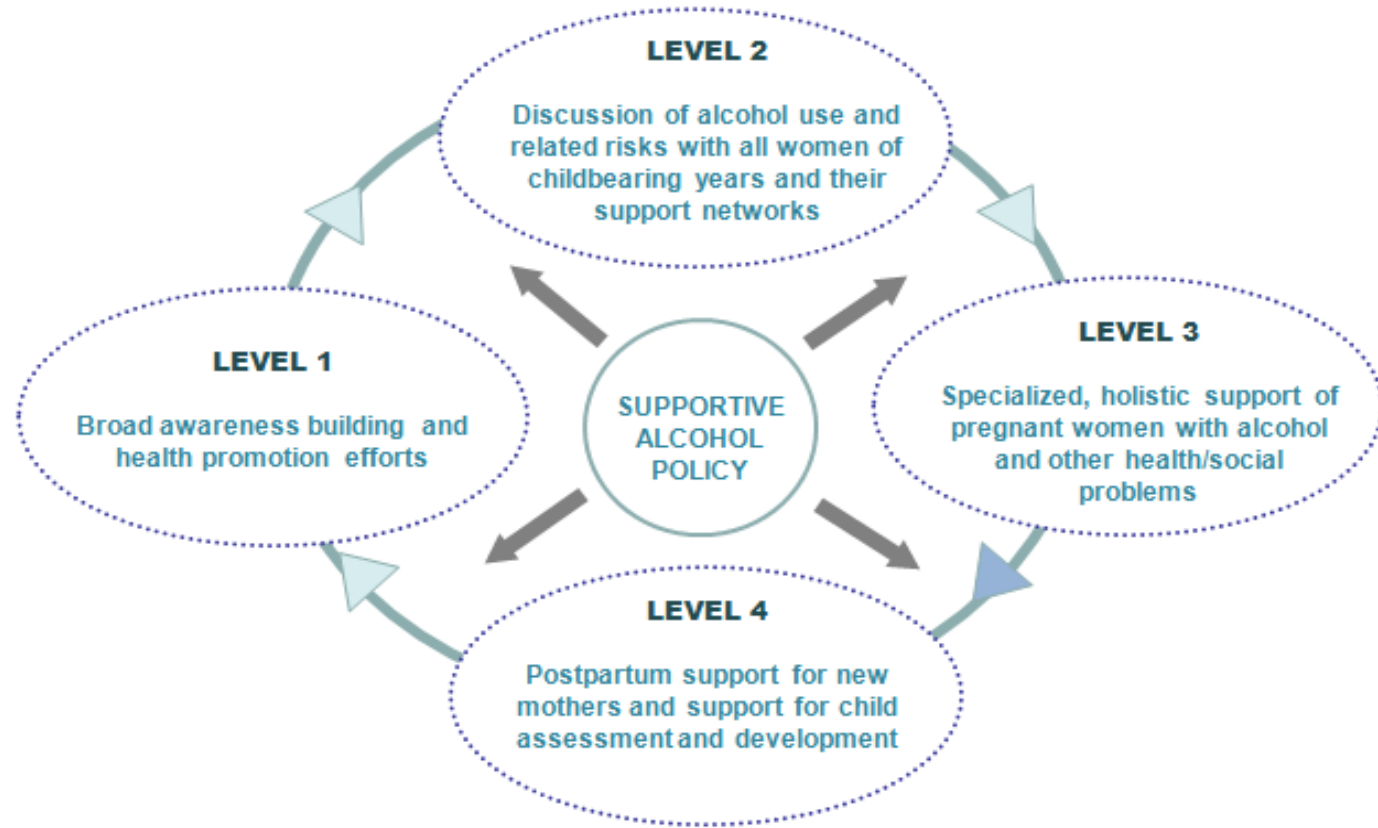 LEVEL 2
Discussion of alcohol use and
related risks with all women of
childbearing years and their
support networks
LEVEL 1
Broad awareness building and
health promotion efforts
SUPPORTIVE
ALCOHOL
POLICY
LEVEL 3
Specialized, holistic support of
pregnant women with alcohol
and other health/social
problems
LEVEL 4
Postpartum support for new
mothers and support for child
assessment and development